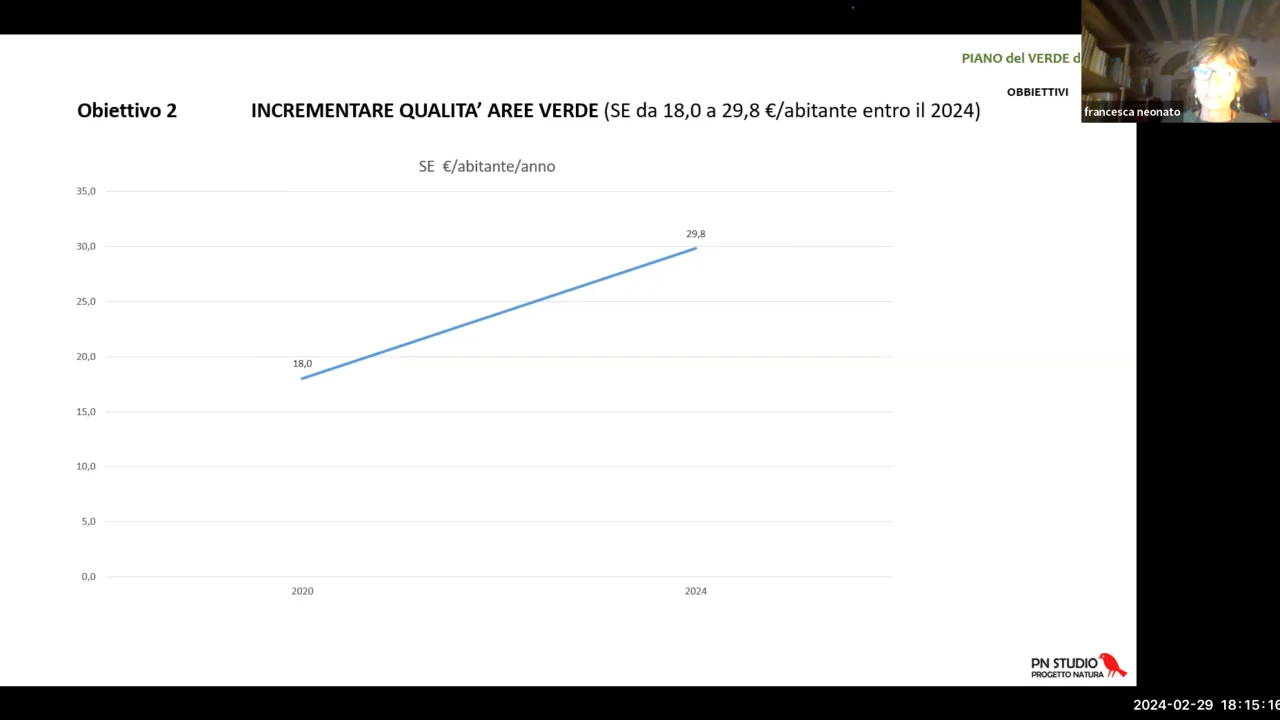 PIANO del VERDE d
OBBIETTIVI
francesca neonato
Obiettivo 2 INCREMENTARE QUALITA’ AREE VERDE (SE da 18,0 a 29,8 €/abitante entro il 2024)
SE €/abitante/anno
35,0
30,0
25,0
20,0
15,0
10,0
5,0
0,0
29,8
18,0
2020 2024
PN STUDIO
PROGETTO NATURA
2024-02-29 18:15:16